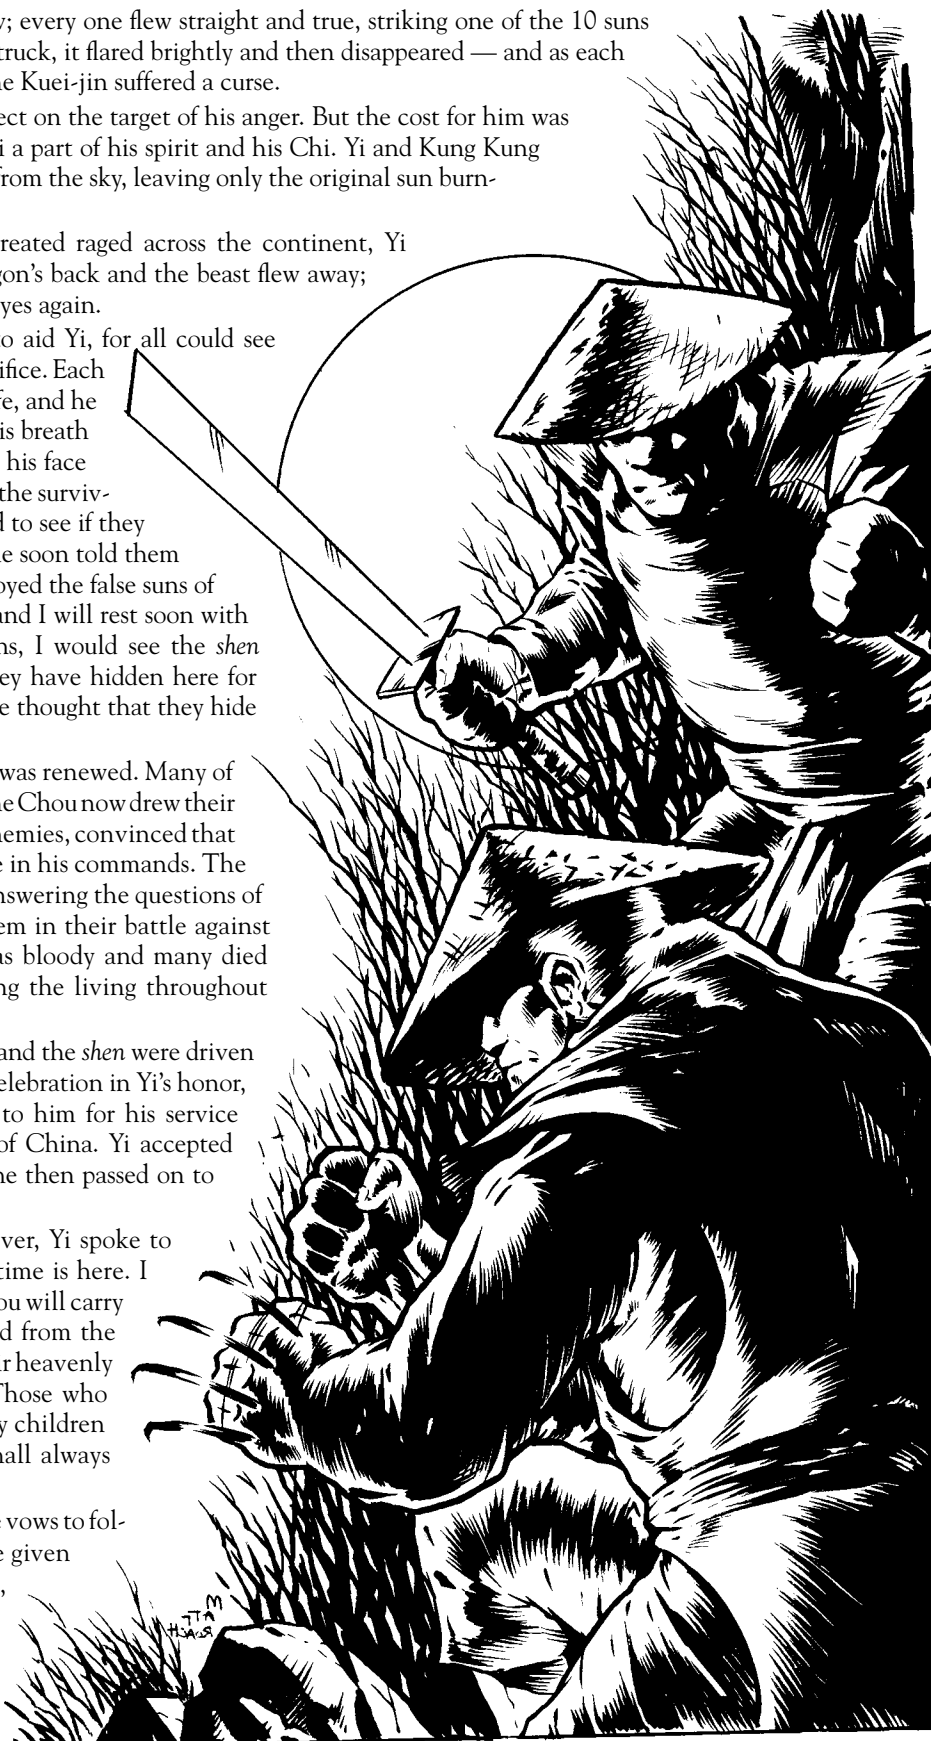 ; every one flew straight and true, striking one of the 10 suns
truck, it flared brightly and then disappeared — and as each
e Kuei-jin suffered a curse.
ect on the target of his anger. But the cost for him was
i a part of his spirit and his Chi. Yi and Kung Kung
from the sky, leaving only the original sun burn-
reated raged across the continent, Yi
gon’s back and the beast flew away;
yes again.
o aid Yi, for all could see
ifice. Each
fe, and he
is breath
his face
the surviv-
d to see if they
e soon told them
oyed the false suns of
and I will rest soon with
ns, I would see the shen
ey have hidden here for
e thought that they hide
was renewed. Many of
he Chou now drew their
nemies, convinced that
e in his commands. The
nswering the questions of
em in their battle against
as bloody and many died
ng the living throughout
and the shen were driven
elebration in Yi’s honor,
to him for his service
of China. Yi accepted
he then passed on to
ver, Yi spoke to
time is here. I
ou will carry
d from the
r heavenly
Those who
y children
hall always
e vows to fol-
e given
,
MATT
ROACH